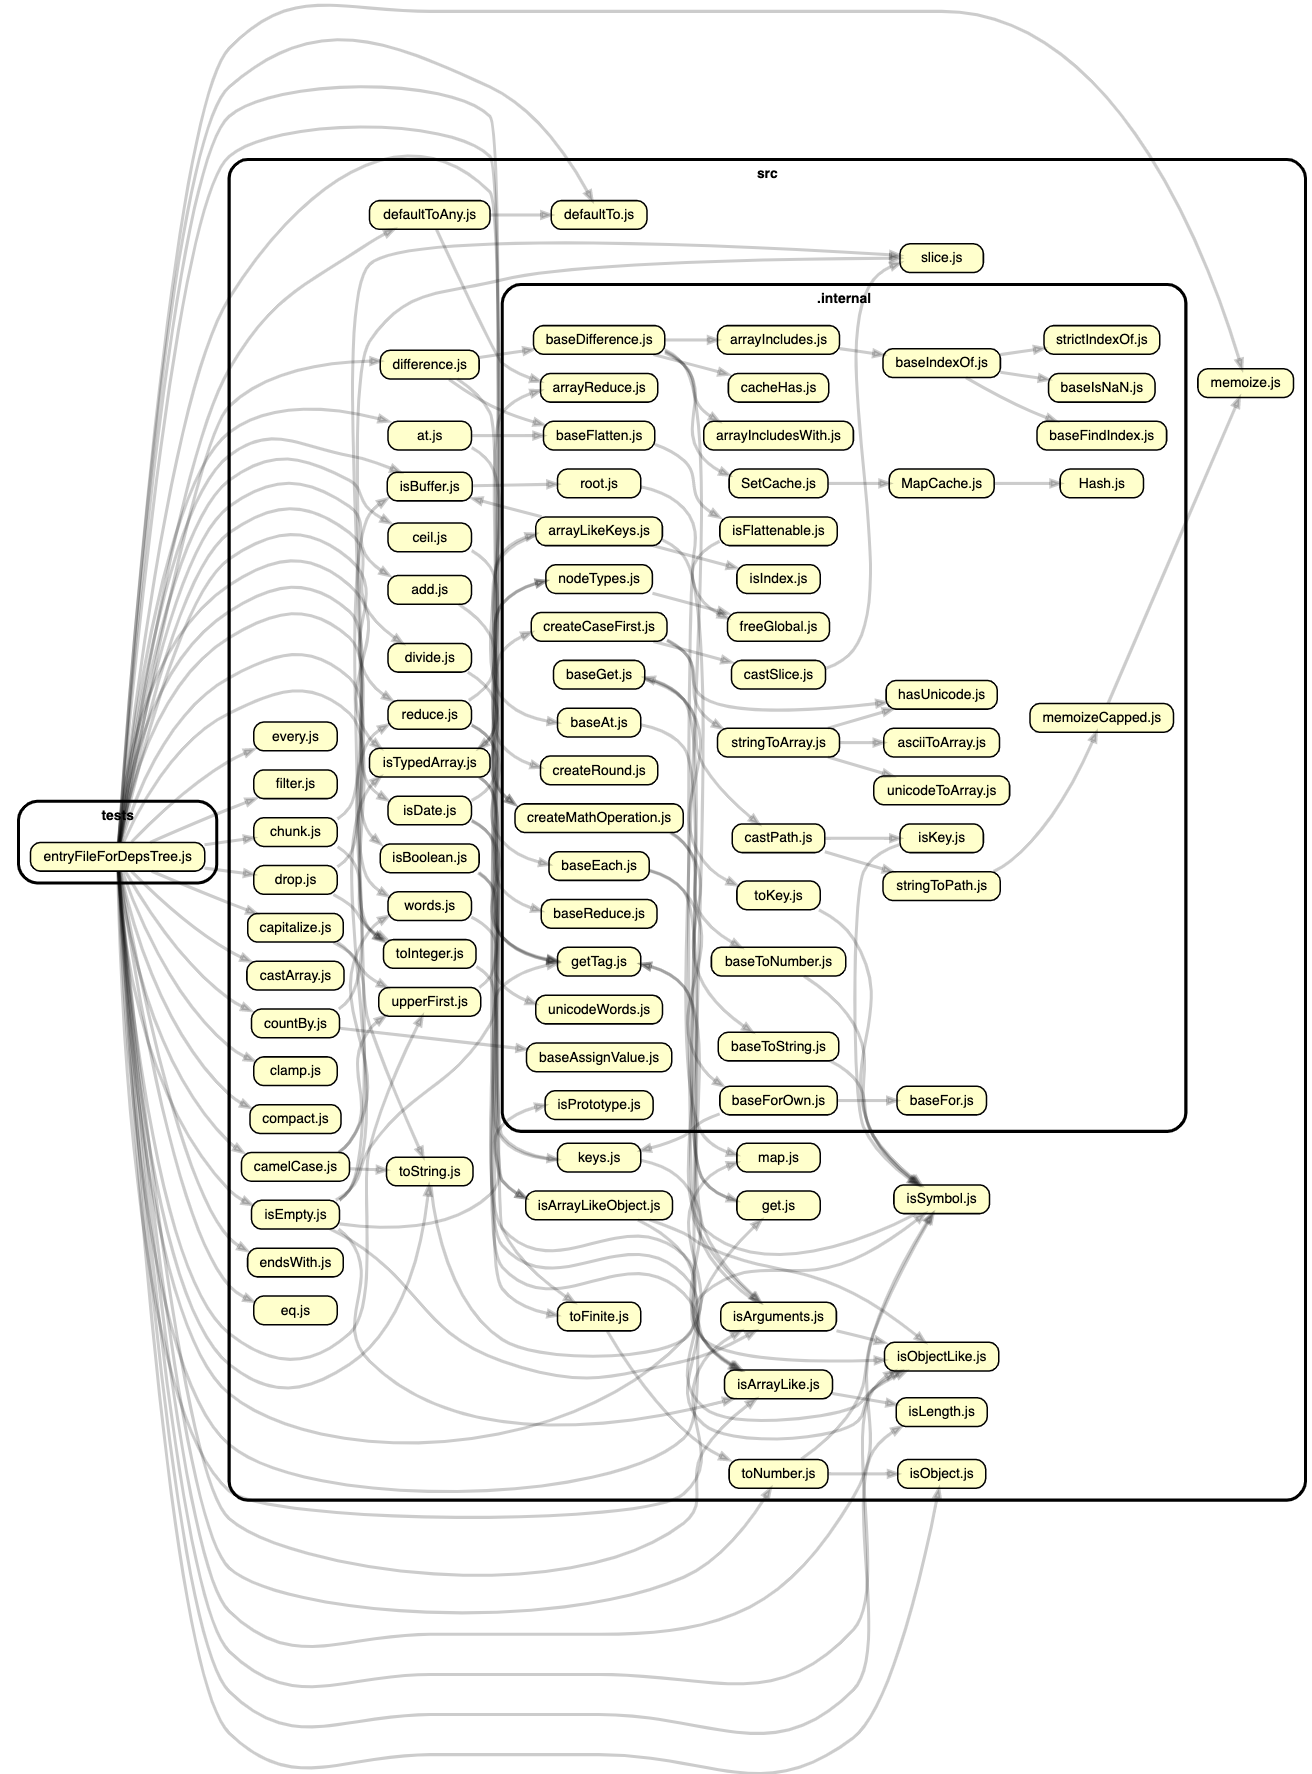 src
defaultToAny.js
defaultTo.js
slice.js
.internal
baseDifference.js
arrayIncludes.js
strictIndexOf.js
difference.js
baseIndexOf.js
memoize.js
arrayReduce.js
cacheHas.js
baseIsNaN.js
at.js
baseFlatten.js
arrayIncludesWith.js
baseFindIndex.js
isBuffer.js
root.js
SetCache.js
MapCache.js
Hash.js
ceil.js
arrayLikeKeys.js
isFlattenable.js
add.js
nodeTypes.js
isIndex.js
createCaseFirst.js
freeGlobal.js
divide.js
baseGet.js
castSlice.js
hasUnicode.js
reduce.js
baseAt.js
memoizeCapped.js
every.js
stringToArray.js
asciiToArray.js
isTypedArray.js
createRound.js
filter.js
unicodeToArray.js
isDate.js
createMathOperation.js
tests
chunk.js
castPath.js
isKey.js
entryFileForDepsTree.js
isBoolean.js
baseEach.js
drop.js
toKey.js
stringToPath.js
words.js
baseReduce.js
capitalize.js
toInteger.js
getTag.js
baseToNumber.js
castArray.js
upperFirst.js
unicodeWords.js
countBy.js
baseAssignValue.js
baseToString.js
clamp.js
compact.js
isPrototype.js
baseForOwn.js
baseFor.js
camelCase.js
toString.js
keys.js
map.js
isEmpty.js
isArrayLikeObject.js
get.js
isSymbol.js
endsWith.js
eq.js
toFinite.js
isArguments.js
isObjectLike.js
isArrayLike.js
isLength.js
toNumber.js
isObject.js